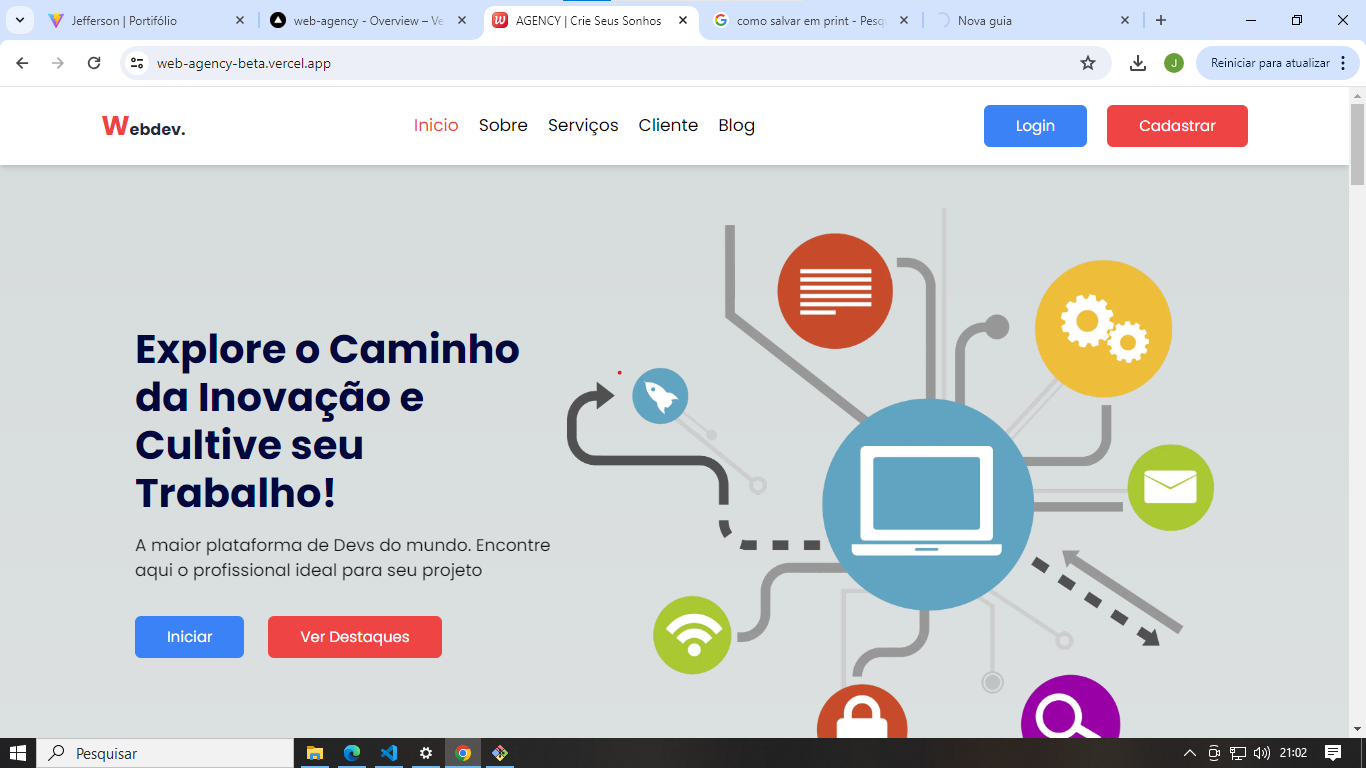 Jefferson | Portifólio
web-agency - Overview – Ve
AGENCY | Crie Seus Sonhos
como salvar em print - Pesqu
Nova guia
web-agency-beta.vercel.app
J
Reiniciar para atualizar
Webdev.
Inicio
Sobre
Serviços
Cliente
Blog
Login
Cadastrar
Explore o Caminho
da Inovação e
Cultive seu
Trabalho!
A maior plataforma de Devs do mundo. Encontre
aqui o profissional ideal para seu projeto
Iniciar
Ver Destaques
Pesquisar
21:02